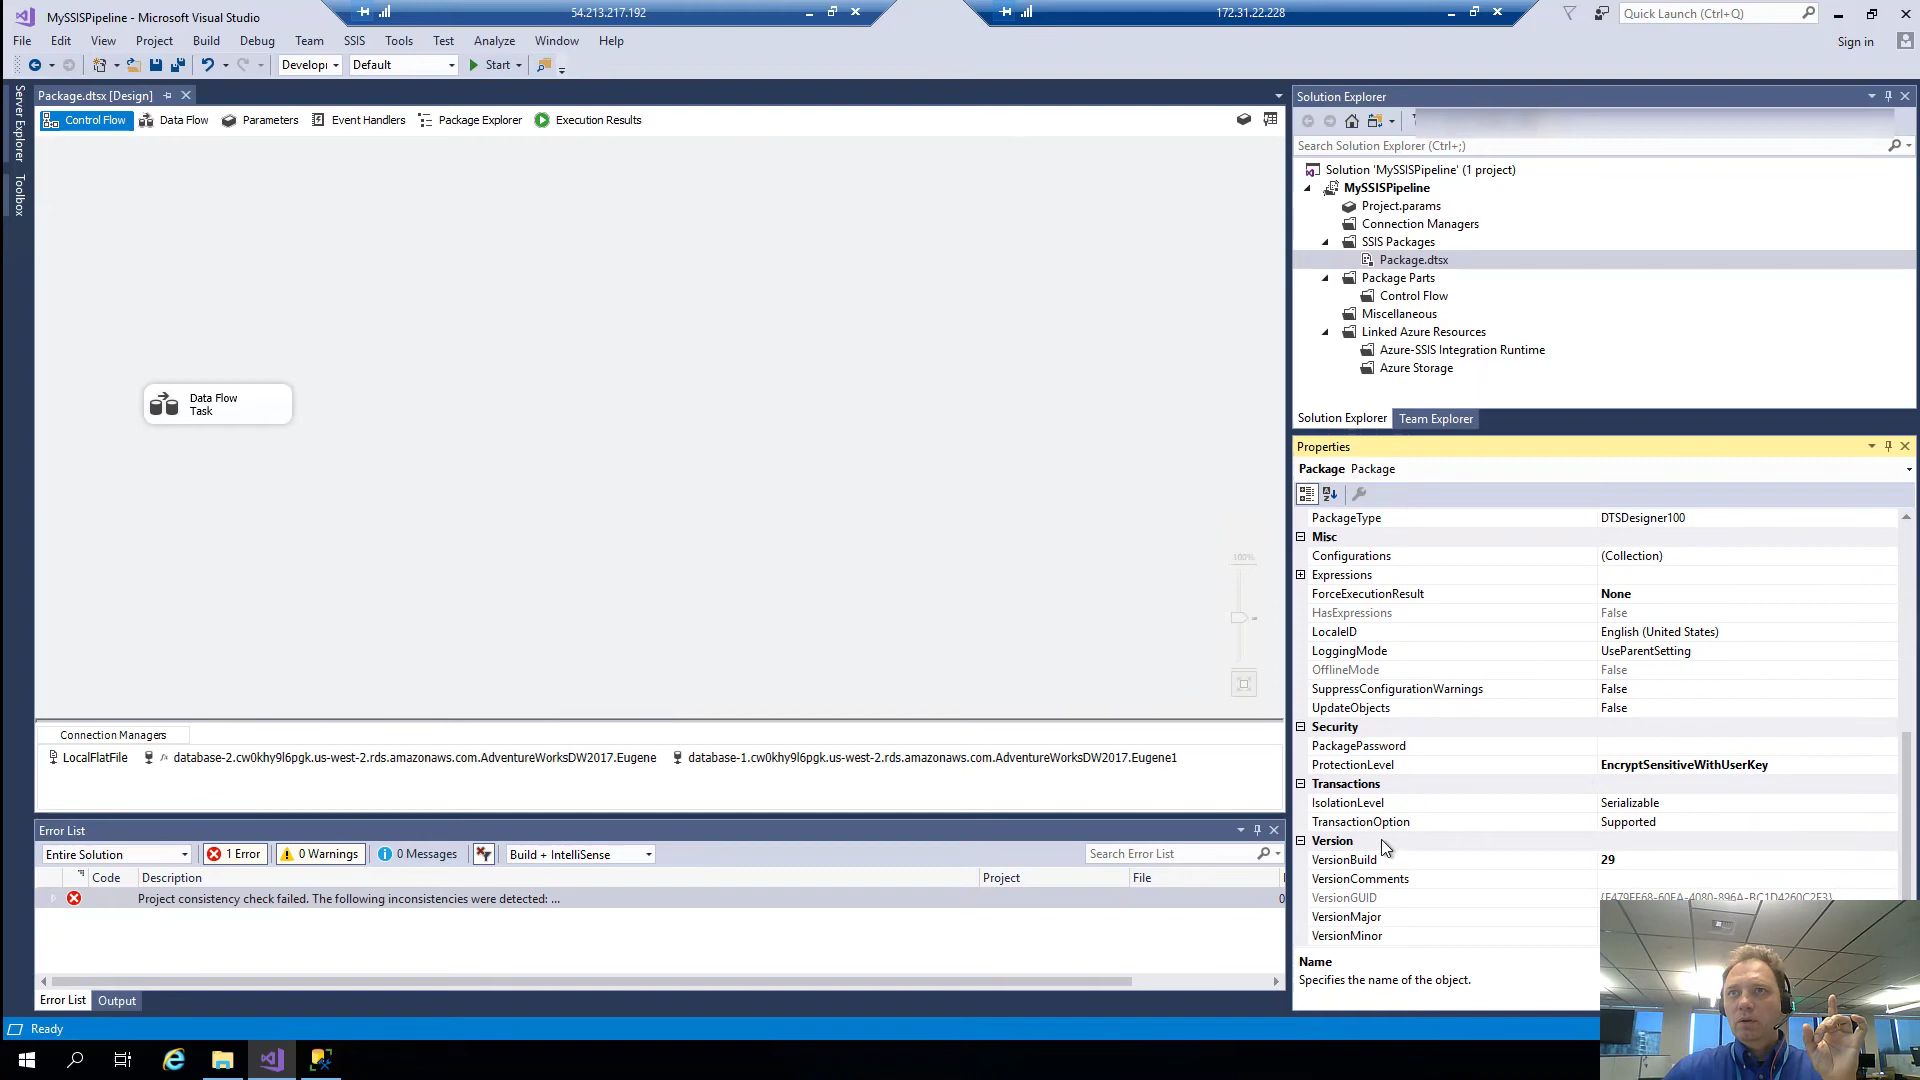 MySSISPipeline - Microsoft Visual Studio
54.213.217.192
172.31.22.228
Quick Launch (Ctrl+Q)
File Edit View Project Build Debug Team SSIS Tools Test Analyze Window Help
Sign in
Developi Default Start
Server Explorer
Toolbox
Package.dtsx [Design]
Control Flow Data Flow Parameters Event Handlers Package Explorer Execution Results
Data Flow
Task
100%
Connection Managers
LocalFlatFile fx database-2.cw0khy9l6pgk.us-west-2.rds.amazonaws.com.AdventureWorksDW2017.Eugene database-1.cw0khy9l6pgk.us-west-2.rds.amazonaws.com.AdventureWorksDW2017.Eugene1
Error List
Entire Solution 1 Error 0 Warnings 0 Messages Build + IntelliSense Search Error List
Code Description Project File
Project consistency check failed. The following inconsistencies were detected: ...
Error List Output
Ready
Solution Explorer
Search Solution Explorer (Ctrl+;)
Solution 'MySSISPipeline' (1 project)
MySSISPipeline
Project.params
Connection Managers
SSIS Packages
Package.dtsx
Package Parts
Control Flow
Miscellaneous
Linked Azure Resources
Azure-SSIS Integration Runtime
Azure Storage
Solution Explorer Team Explorer
Properties
Package Package
PackageType DTSDesigner100
Misc
Configurations (Collection)
Expressions
ForceExecutionResult None
HasExpressions False
LocaleID English (United States)
LoggingMode UseParentSetting
OfflineMode False
SuppressConfigurationWarnings False
UpdateObjects False
Security
PackagePassword
ProtectionLevel EncryptSensitiveWithUserKey
Transactions
IsolationLevel Serializable
TransactionOption Supported
Version
VersionBuild 29
VersionComments
VersionGUID
VersionMajor
VersionMinor
Name
Specifies the name of the object.